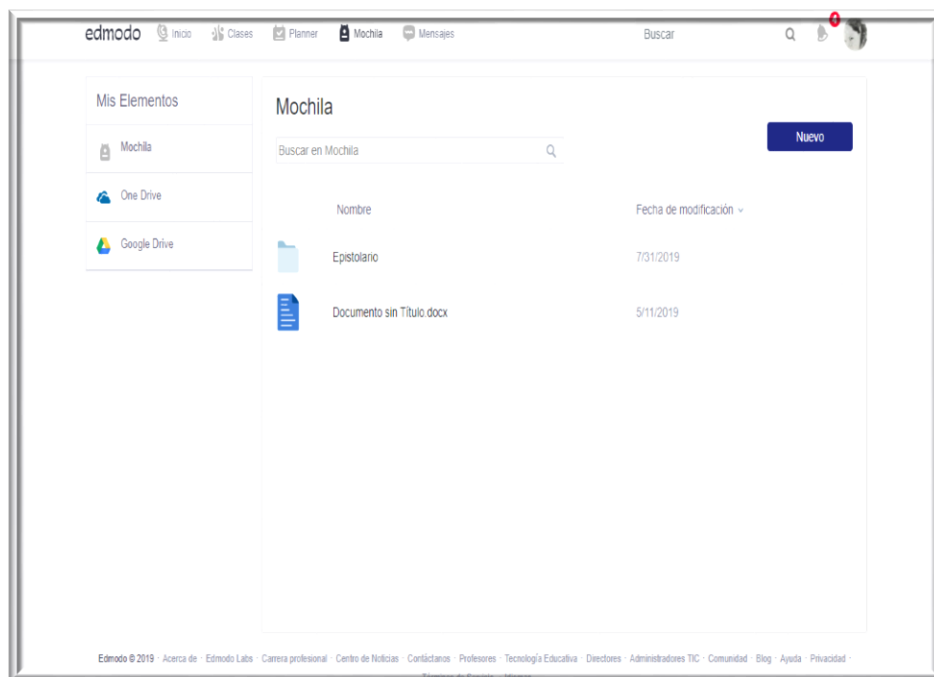 edmodo Inicio Clases Planner Mochila Mensajes Buscar
Mis Elementos
Mochila
One Drive
Google Drive
Mochila
Buscar en Mochila
Nuevo
Nombre Fecha de modificación
Epistolario 7/31/2019
Documento sin Título.docx 5/11/2019
Edmodo © 2019 · Acerca de · Edmodo Labs · Carrera profesional · Centro de Noticias · Contáctanos · Profesores · Tecnología Educativa · Directores · Administradores TIC · Comunidad · Blog · Ayuda · Privacidad ·